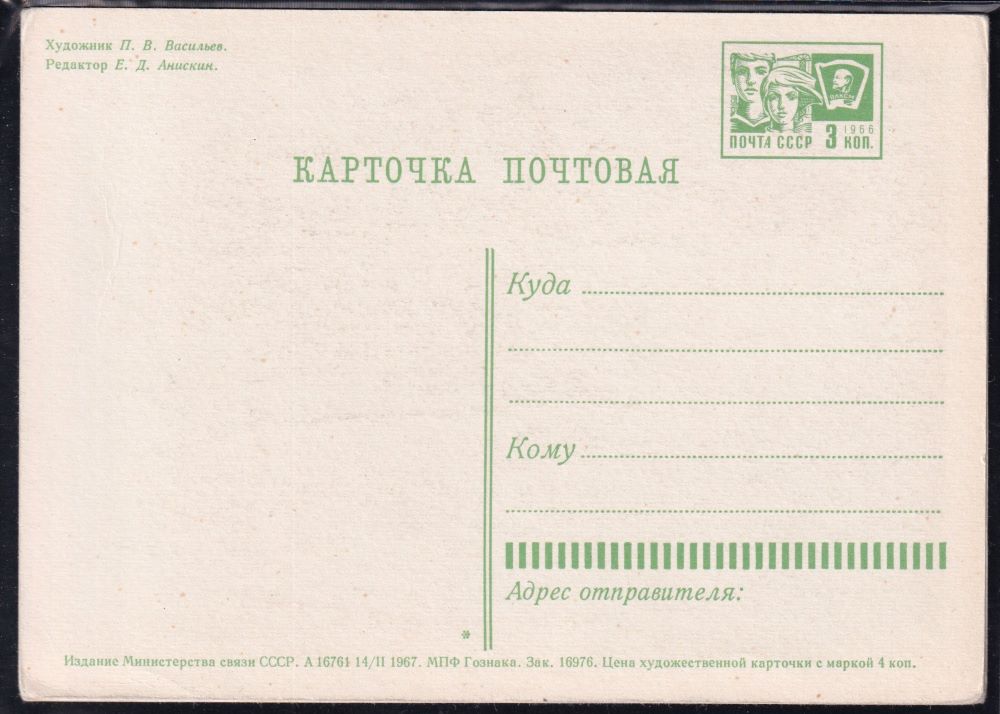 Художник П. В. Васильев.
Редактор Е. Д. Анискин.
ВЛКСМ
1966
ПОЧТА СССР 3 КОП.
КАРТОЧКА ПОЧТОВАЯ
Куда
Кому
Адрес отправителя:
*
Издание Министерства связи СССР. А 16761 14/II 1967. МПФ Гознака. Зак. 16976. Цена художественной карточки с маркой 4 коп.